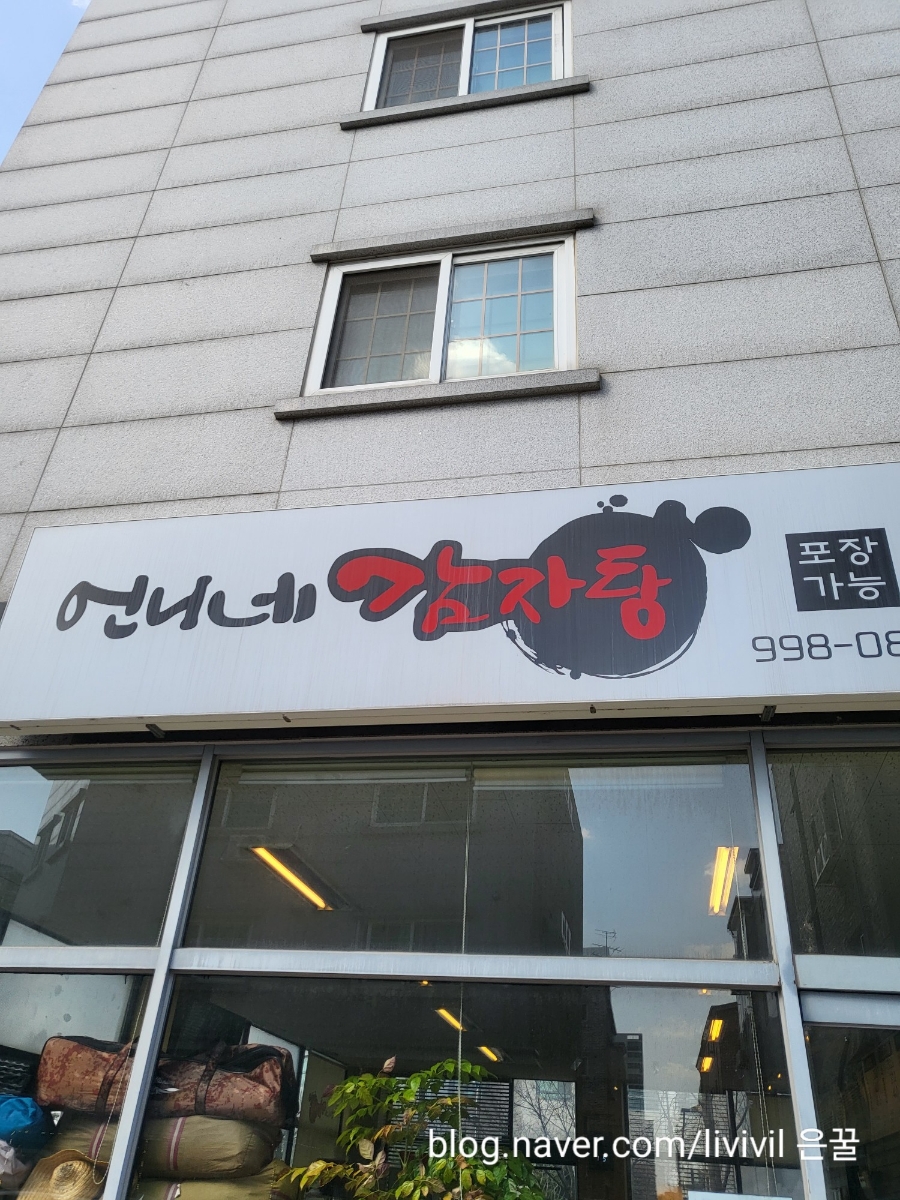 언니네 감자탕
포장
가능
998-08
blog.naver.com/livivil 은꿀